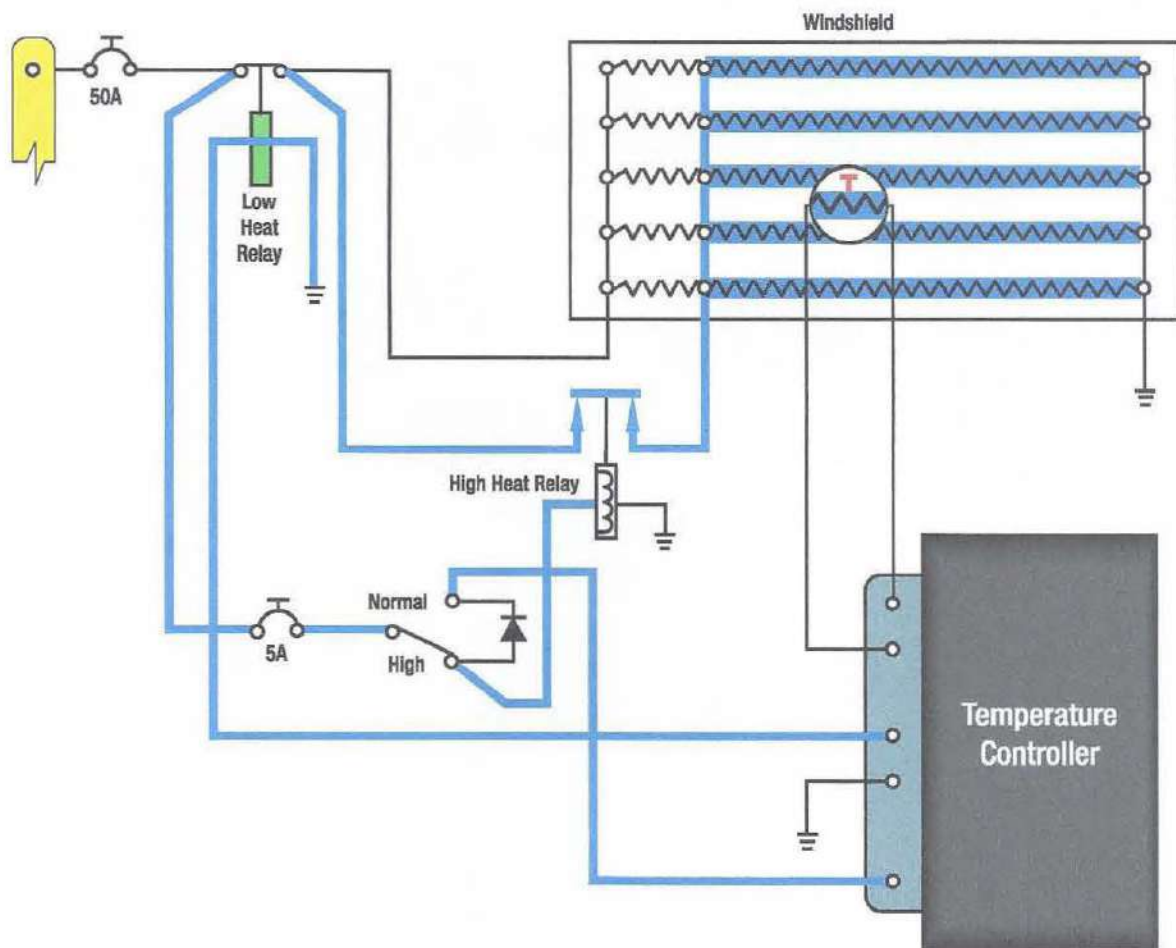 Windshield
50A
T
Low
Heat
Relay
High Heat Relay
Normal
5A
High
Temperature
Controller